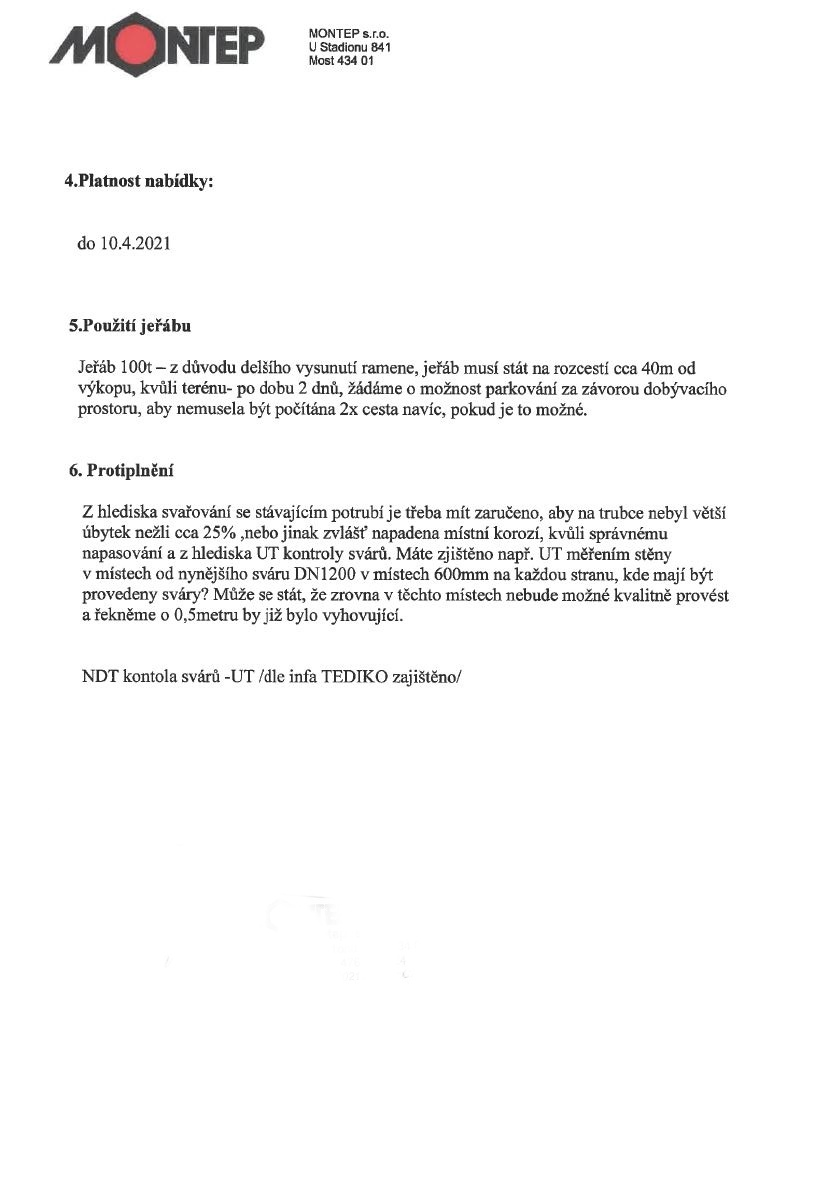 MONTEP
MONTEP s.r.o.
U Stadionu 841
Most 434 01
4.Platnost nabídky:
do 10.4.2021
5.Použití jeřábu
Jeřáb 100t – z důvodu delšího vysunutí ramene, jeřáb musí stát na rozcestí cca 40m od
výkopu, kvůli terénu- po dobu 2 dnů, žádáme o možnost parkování za závorou dobývacího
prostoru, aby nemusela být počítána 2x cesta navíc, pokud je to možné.
6. Protiplnění
Z hlediska svařování se stávajícím potrubí je třeba mít zaručeno, aby na trubce nebyl větší
úbytek nežli cca 25% ,nebo jinak zvlášť napadena místní korozí, kvůli správnému
napasování a z hlediska UT kontroly svárů. Máte zjištěno např. UT měřením stěny
v místech od nynějšího sváru DN1200 v místech 600mm na každou stranu, kde mají být
provedeny sváry? Může se stát, že zrovna v těchto místech nebude možné kvalitně provést
a řekněme o 0,5metru by již bylo vyhovující.
NDT kontola svárů -UT /dle infa TEDIKO zajištěno/